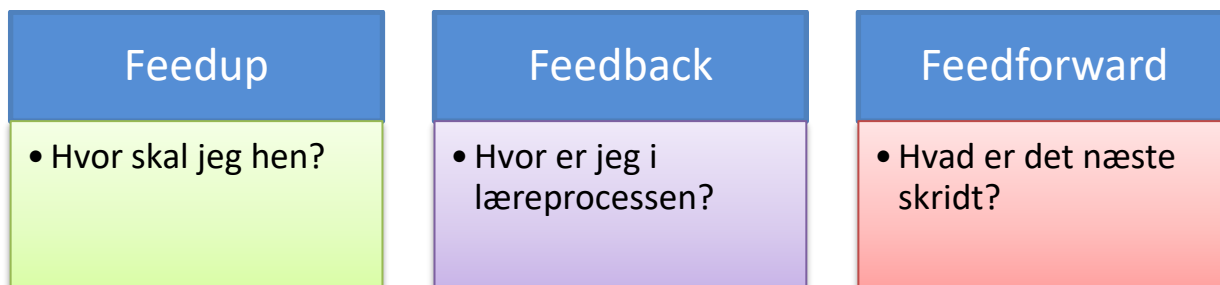 Feedup
• Hvor skal jeg hen?
Feedback
• Hvor er jeg i
læreprocessen?
Feedforward
• Hvad er det næste
skridt?